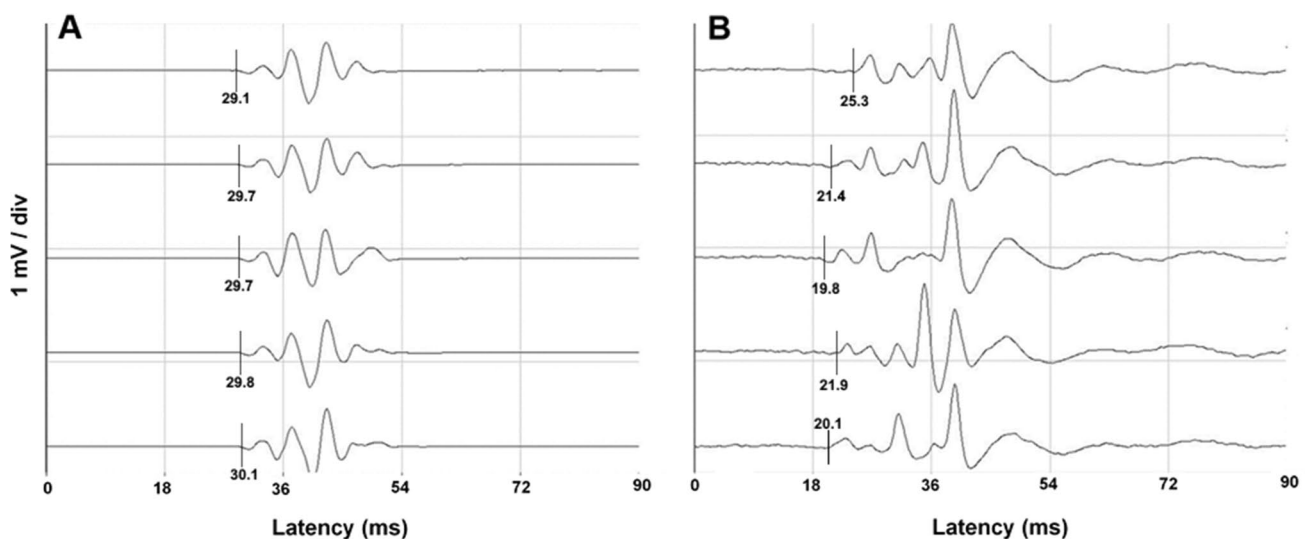 A
B
29.1
29.7
29.7
29.8
30.1
25.3
21.4
19.8
21.9
20.1
1 mV / div
0 18 36 54 72 90
0 18 36 54 72 90
Latency (ms)
Latency (ms)